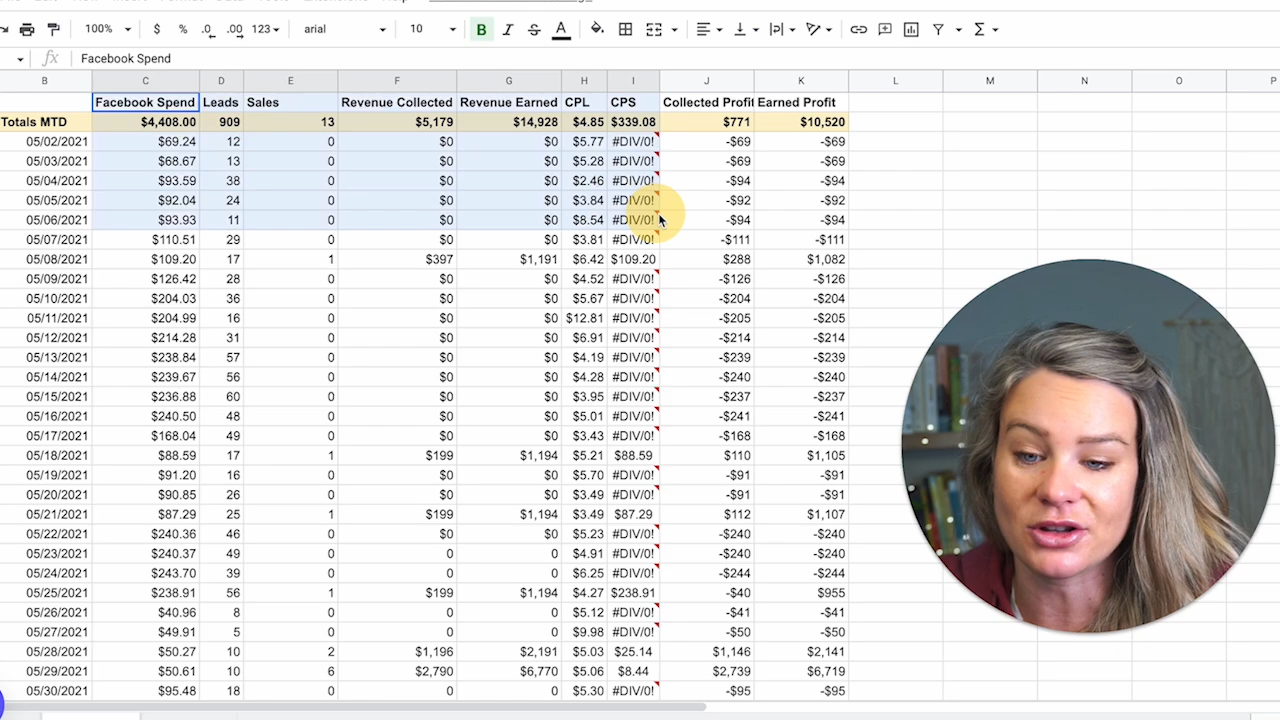 100% $ % .0 .00 123 arial 10 B I S A Σ
fx Facebook Spend
B C D E F G H I J K L M N O P
Facebook Spend Leads Sales Revenue Collected Revenue Earned CPL CPS Collected Profit Earned Profit
Totals MTD $4,408.00 909 13 $5,179 $14,928 $4.85 $339.08 $771 $10,520
05/02/2021 $69.24 12 0 $0 $0 $5.77 #DIV/0! -$69 -$69
05/03/2021 $68.67 13 0 $0 $0 $5.28 #DIV/0! -$69 -$69
05/04/2021 $93.59 38 0 $0 $0 $2.46 #DIV/0! -$94 -$94
05/05/2021 $92.04 24 0 $0 $0 $3.84 #DIV/0! -$92 -$92
05/06/2021 $93.93 11 0 $0 $0 $8.54 #DIV/0! -$94 -$94
05/07/2021 $110.51 29 0 $0 $0 $3.81 #DIV/0! -$111 -$111
05/08/2021 $109.20 17 1 $397 $1,191 $6.42 $109.20 $288 $1,082
05/09/2021 $126.42 28 0 $0 $0 $4.52 #DIV/0! -$126 -$126
05/10/2021 $204.03 36 0 $0 $0 $5.67 #DIV/0! -$204 -$204
05/11/2021 $204.99 16 0 $0 $0 $12.81 #DIV/0! -$205 -$205
05/12/2021 $214.28 31 0 $0 $0 $6.91 #DIV/0! -$214 -$214
05/13/2021 $238.84 57 0 $0 $0 $4.19 #DIV/0! -$239 -$239
05/14/2021 $239.67 56 0 $0 $0 $4.28 #DIV/0! -$240 -$240
05/15/2021 $236.88 60 0 $0 $0 $3.95 #DIV/0! -$237 -$237
05/16/2021 $240.50 48 0 $0 $0 $5.01 #DIV/0! -$241 -$241
05/17/2021 $168.04 49 0 $0 $0 $3.43 #DIV/0! -$168 -$168
05/18/2021 $88.59 17 1 $199 $1,194 $5.21 $88.59 $110 $1,105
05/19/2021 $91.20 16 0 $0 $0 $5.70 #DIV/0! -$91 -$91
05/20/2021 $90.85 26 0 $0 $0 $3.49 #DIV/0! -$91 -$91
05/21/2021 $87.29 25 1 $199 $1,194 $3.49 $87.29 $112 $1,107
05/22/2021 $240.36 46 0 $0 $0 $5.23 #DIV/0! -$240 -$240
05/23/2021 $240.37 49 0 0 0 $4.91 #DIV/0! -$240 -$240
05/24/2021 $243.70 39 0 0 0 $6.25 #DIV/0! -$244 -$244
05/25/2021 $238.91 56 1 $199 $1,194 $4.27 $238.91 -$40 $955
05/26/2021 $40.96 8 0 0 0 $5.12 #DIV/0! -$41 -$41
05/27/2021 $49.91 5 0 0 0 $9.98 #DIV/0! -$50 -$50
05/28/2021 $50.27 10 2 $1,196 $2,191 $5.03 $25.14 $1,146 $2,141
05/29/2021 $50.61 10 6 $2,790 $6,770 $5.06 $8.44 $2,739 $6,719
05/30/2021 $95.48 18 0 0 0 $5.30 #DIV/0! -$95 -$95